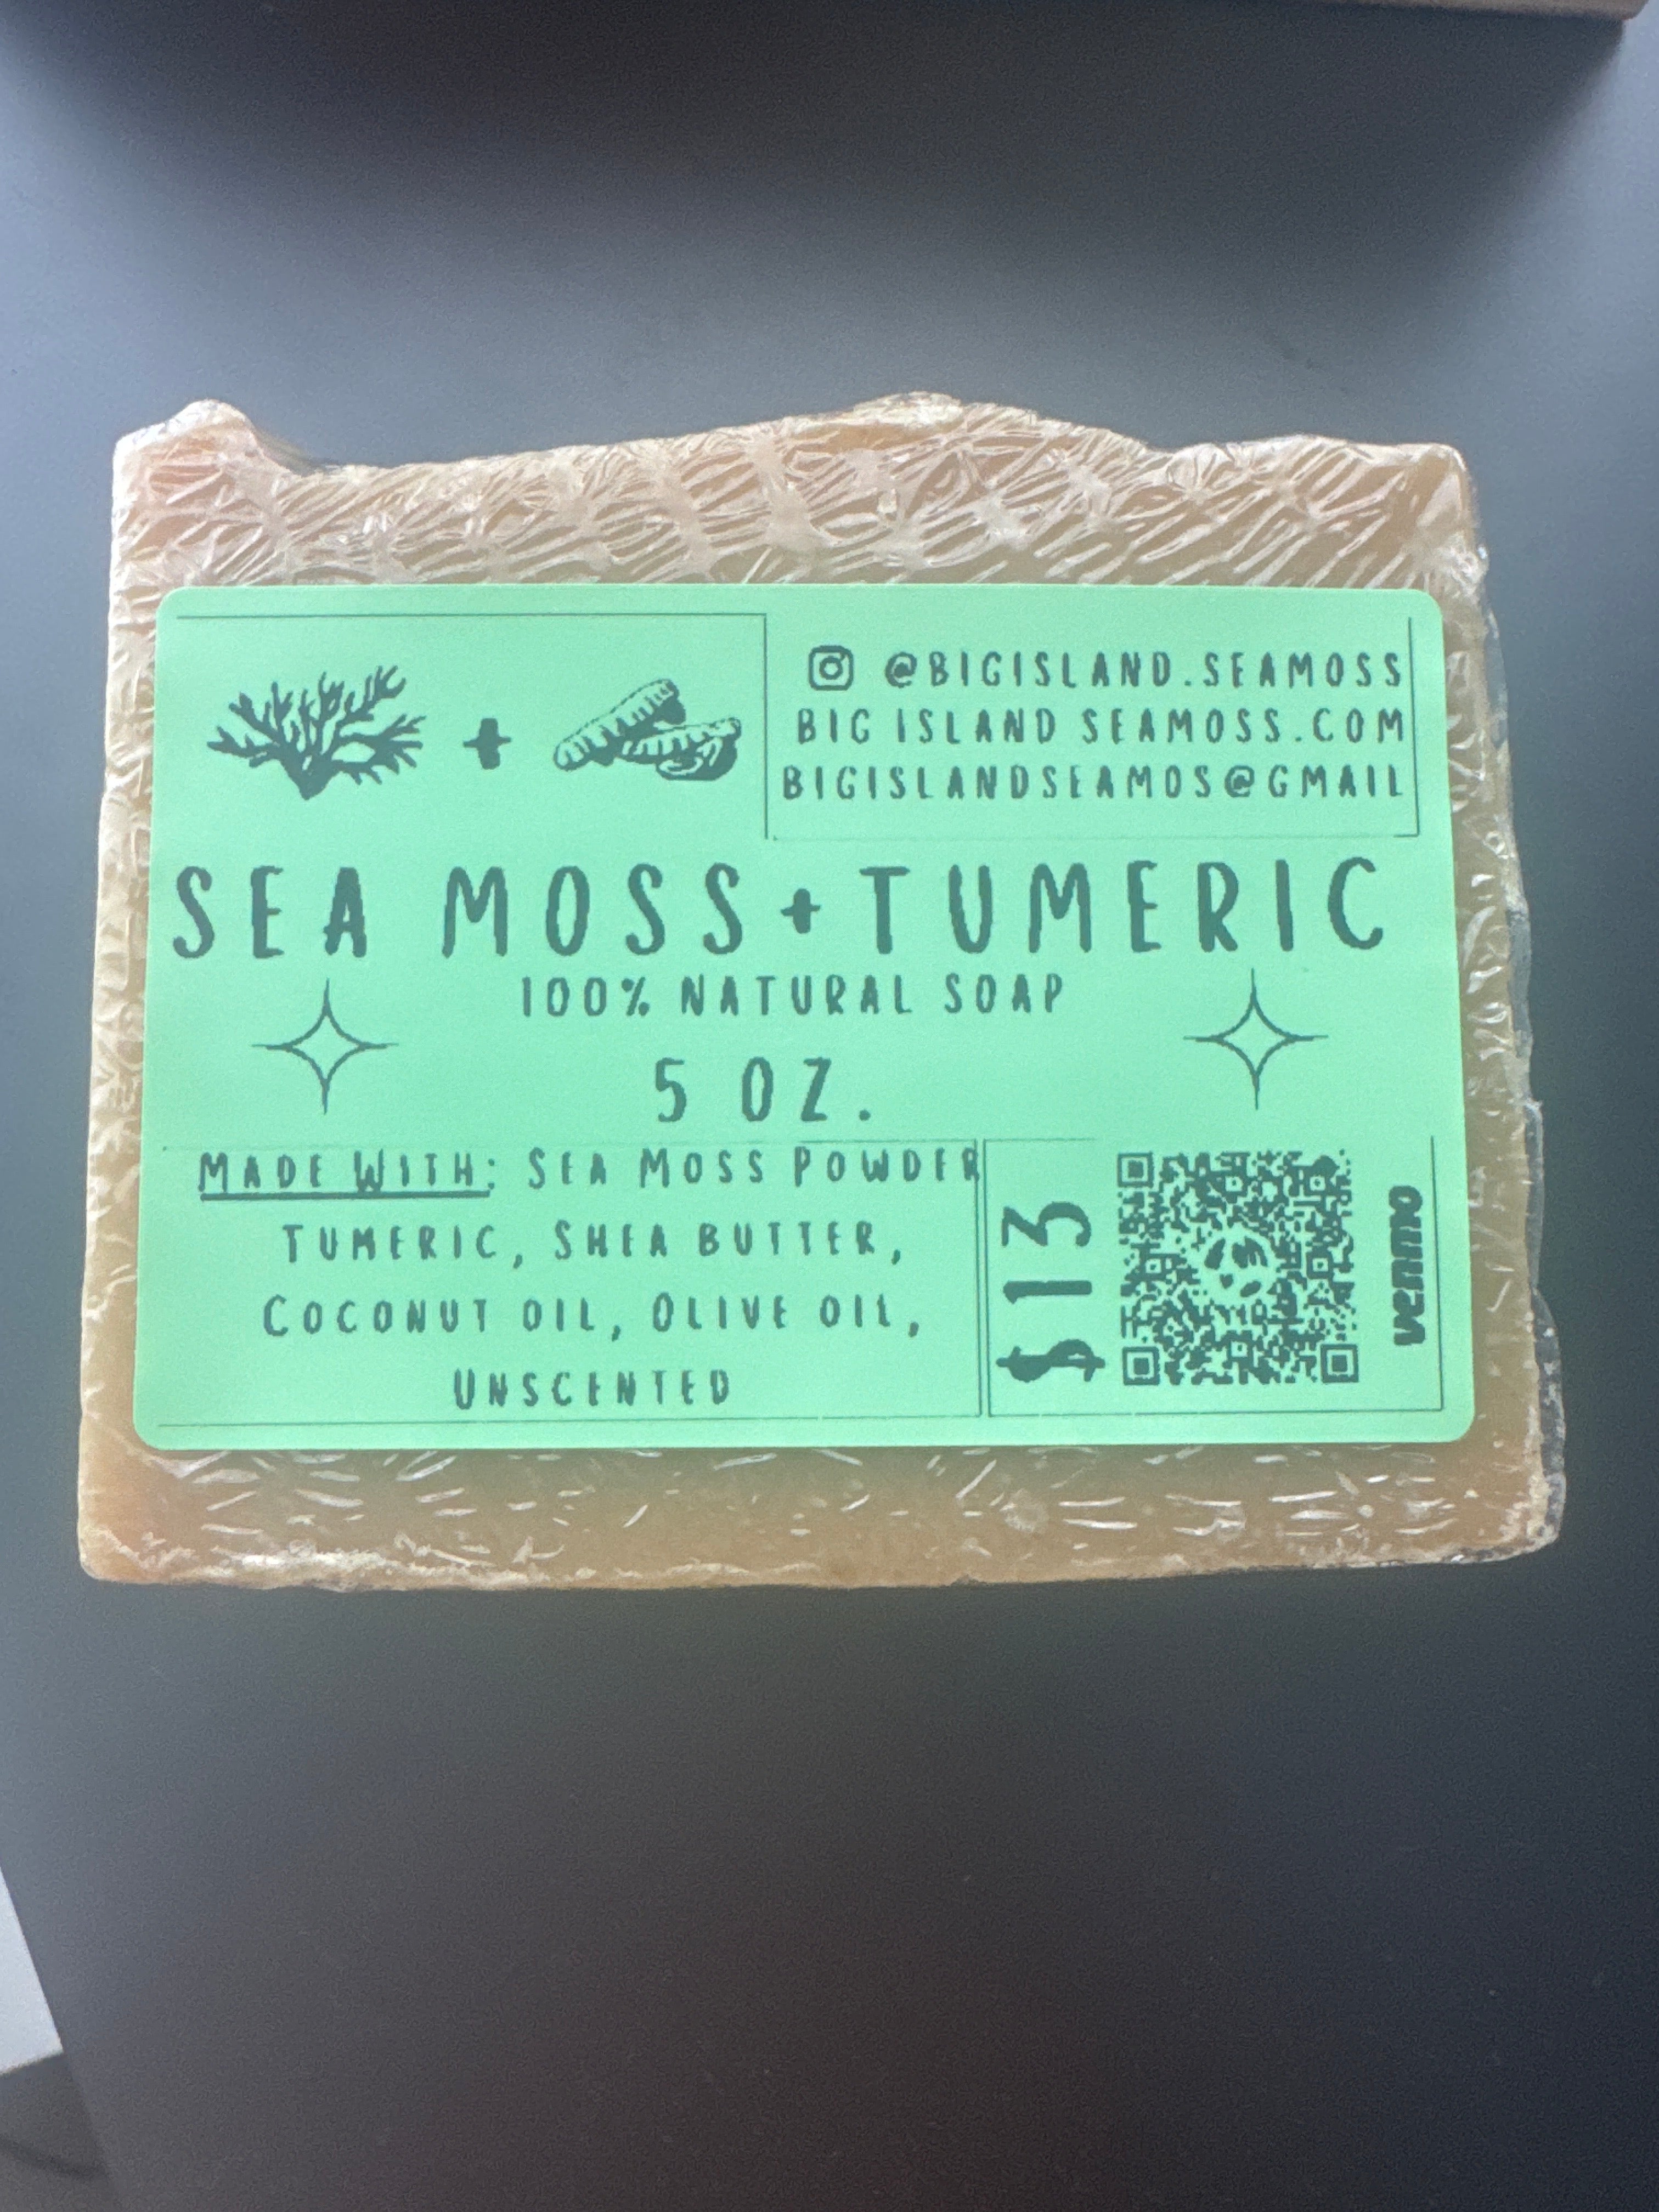 @BIGISLAND.SEAMOSS
BIG ISLAND SEAMOSS.COM
BIGISLANDSEAMOS@GMAIL
SEA MOSS+TUMERIC
100% NATURAL SOAP
5 OZ.
MADE WITH: SEA MOSS POWDER
TUMERIC, SHEA BUTTER,
COCONUT OIL, OLIVE OIL,
UNSCENTED
$13
venmo